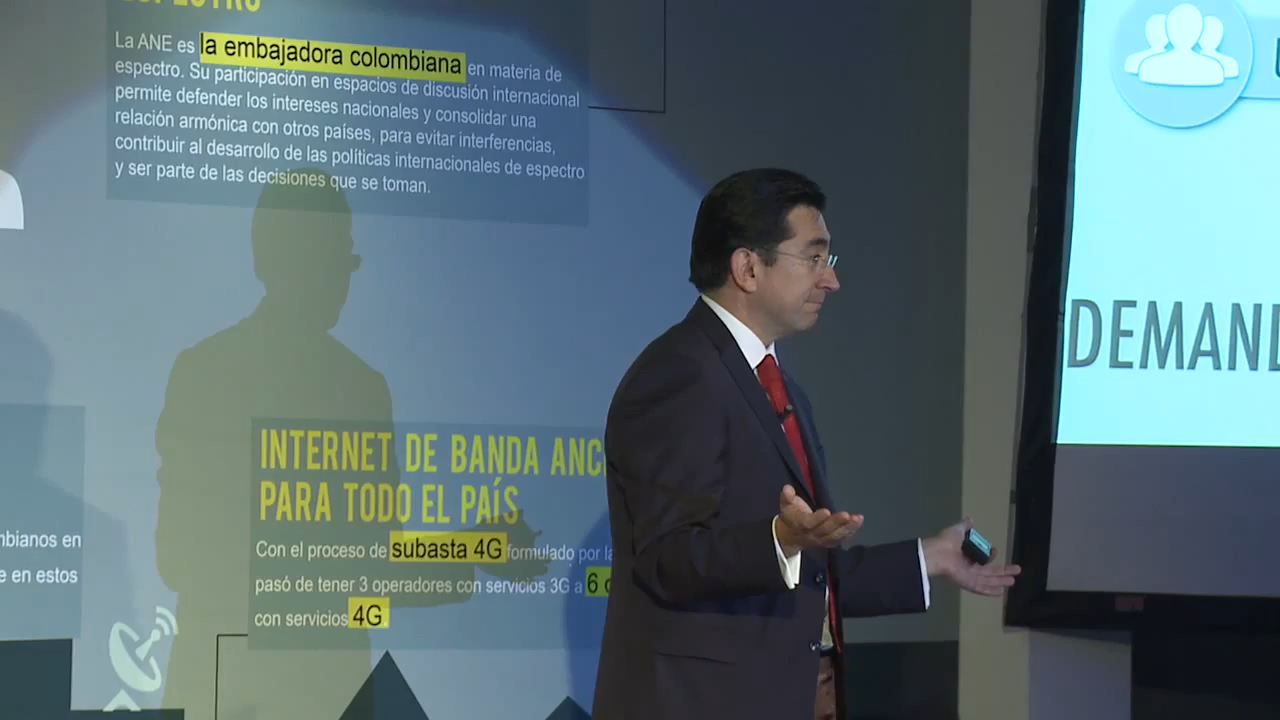 La ANE es la embajadora colombiana en materia de
espectro. Su participación en espacios de discusión internacional
permite defender los intereses nacionales y consolidar una
relación armónica con otros países, para evitar interferencias,
contribuir al desarrollo de las políticas internacionales de espectro
y ser parte de las decisiones que se toman.
INTERNET DE BANDA ANC
PARA TODO EL PAÍS
Con el proceso de subasta 4G formulado por la
pasó de tener 3 operadores con servicios 3G a 6
con servicios 4G.
mbianos en
e en estos
DEMAND